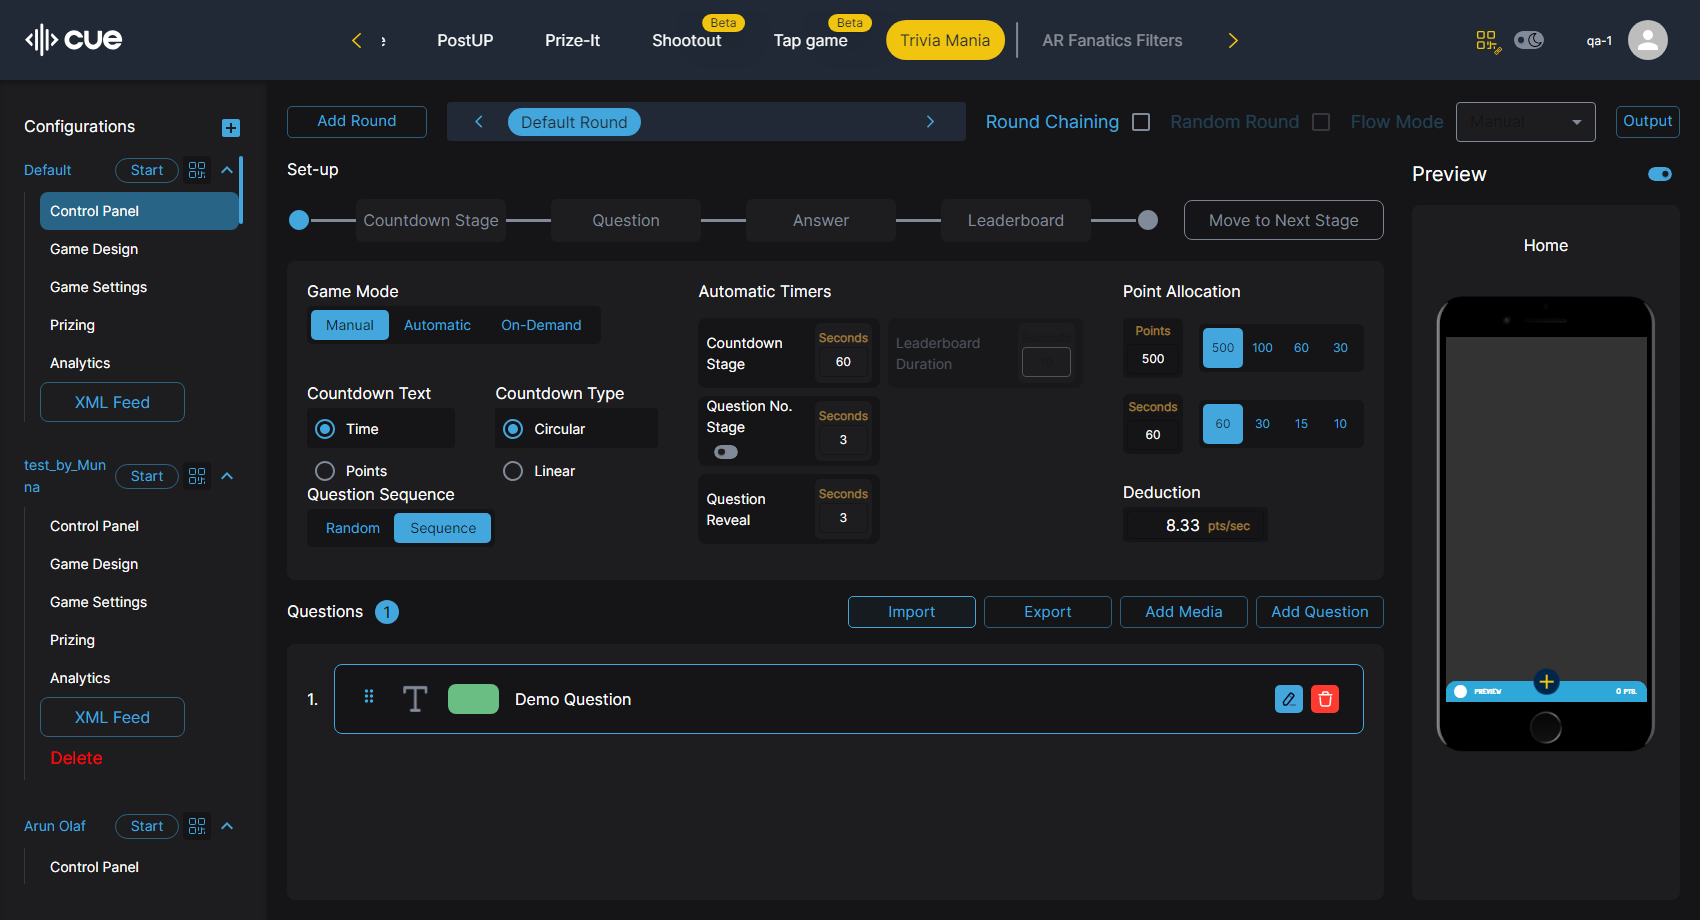 cue
e
PostUP
Prize-It
Beta
Shootout
Beta
Tap game
Trivia Mania
AR Fanatics Filters
qa-1
Configurations
Default
Start
Control Panel
Game Design
Game Settings
Prizing
Analytics
XML Feed
test_by_Mun
na
Start
Control Panel
Game Design
Game Settings
Prizing
Analytics
XML Feed
Delete
Arun Olaf
Start
Control Panel
Add Round
Default Round
Round Chaining
Random Round
Flow Mode
Manual
Output
Set-up
Countdown Stage
Question
Answer
Leaderboard
Move to Next Stage
Game Mode
Manual
Automatic
On-Demand
Countdown Text
Time
Points
Countdown Type
Circular
Linear
Question Sequence
Random
Sequence
Automatic Timers
Countdown
Stage
Seconds
60
Leaderboard
Duration
Question No.
Stage
Seconds
3
Question
Reveal
Seconds
3
Point Allocation
Points
500
500
100
60
30
Seconds
60
60
30
15
10
Deduction
8.33 pts/sec
Questions 1
Import
Export
Add Media
Add Question
1.
T
Demo Question
Preview
Home
PREVIEW
0 PTS.